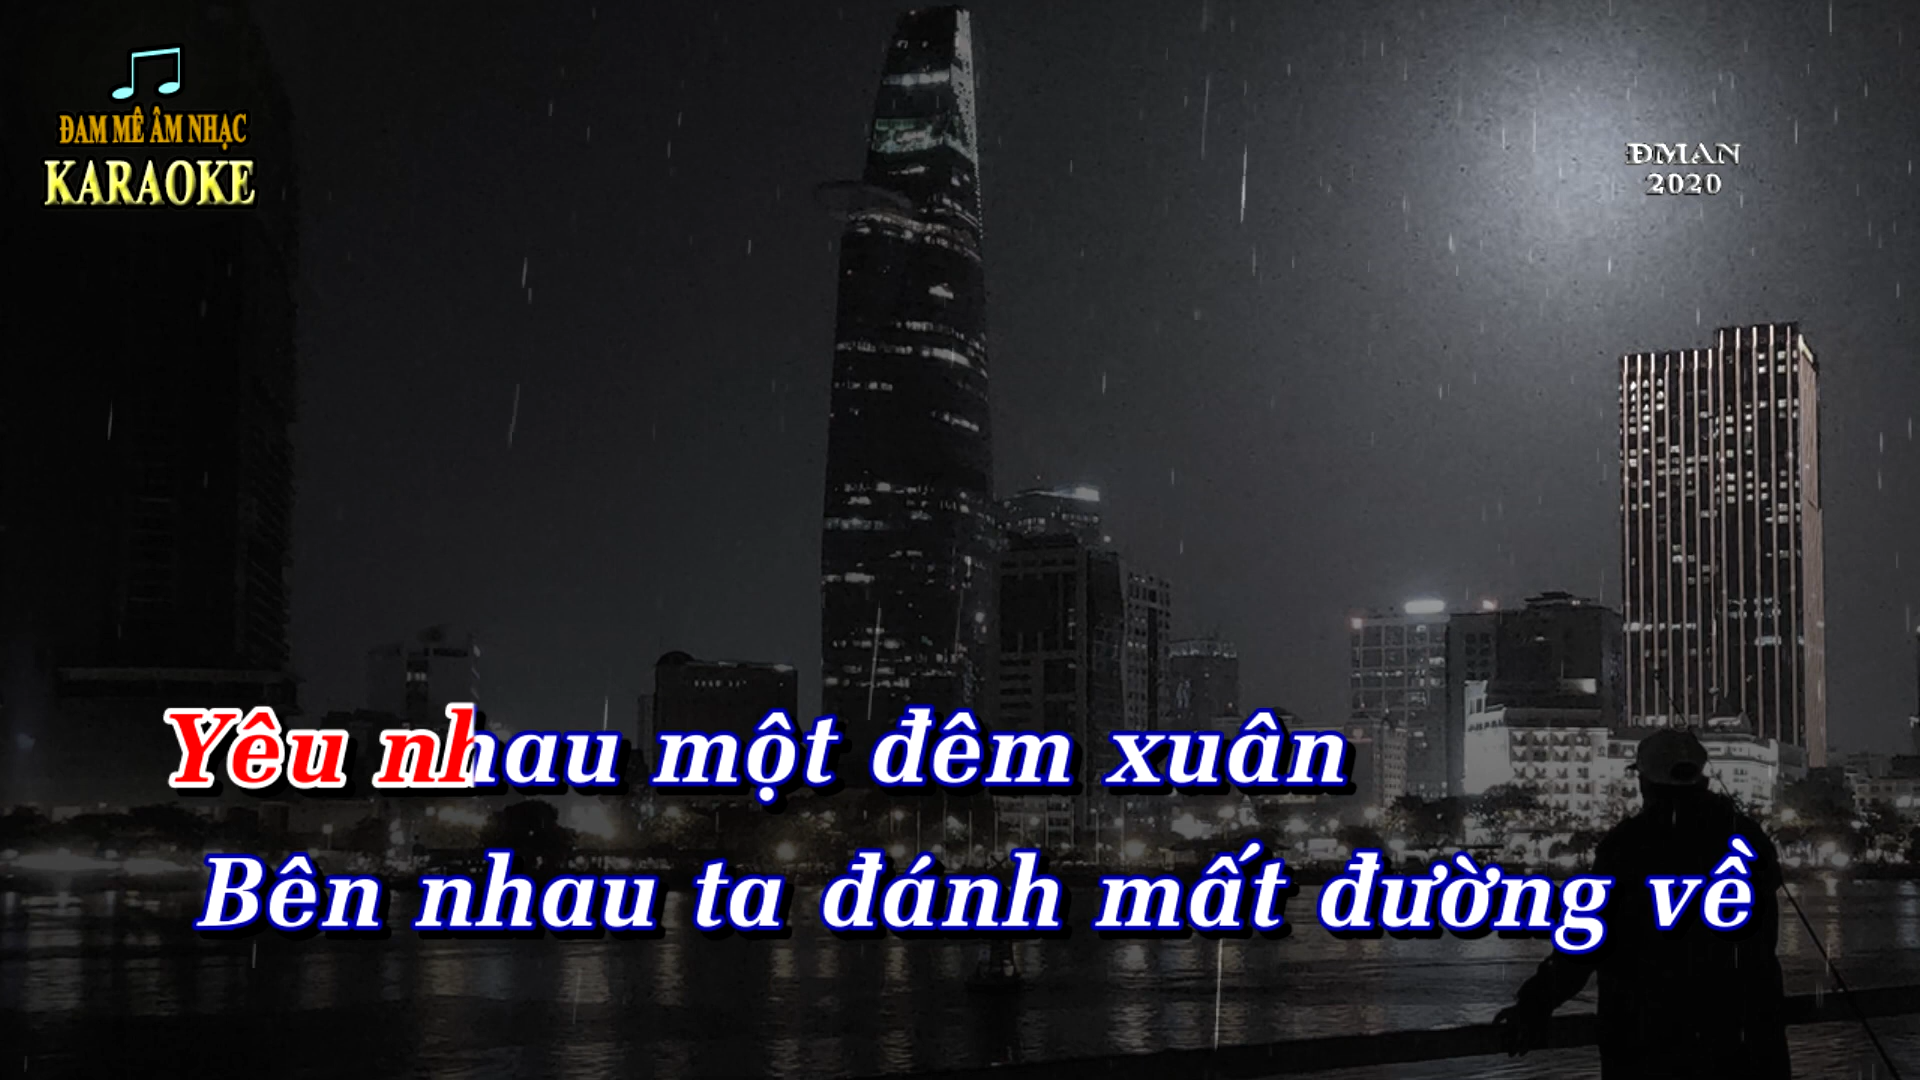 ĐAM MÊ ÂM NHẠC
KARAOKE
ĐMAN
2020
Yêu nhau một đêm xuân
Bên nhau ta đánh mất đường về